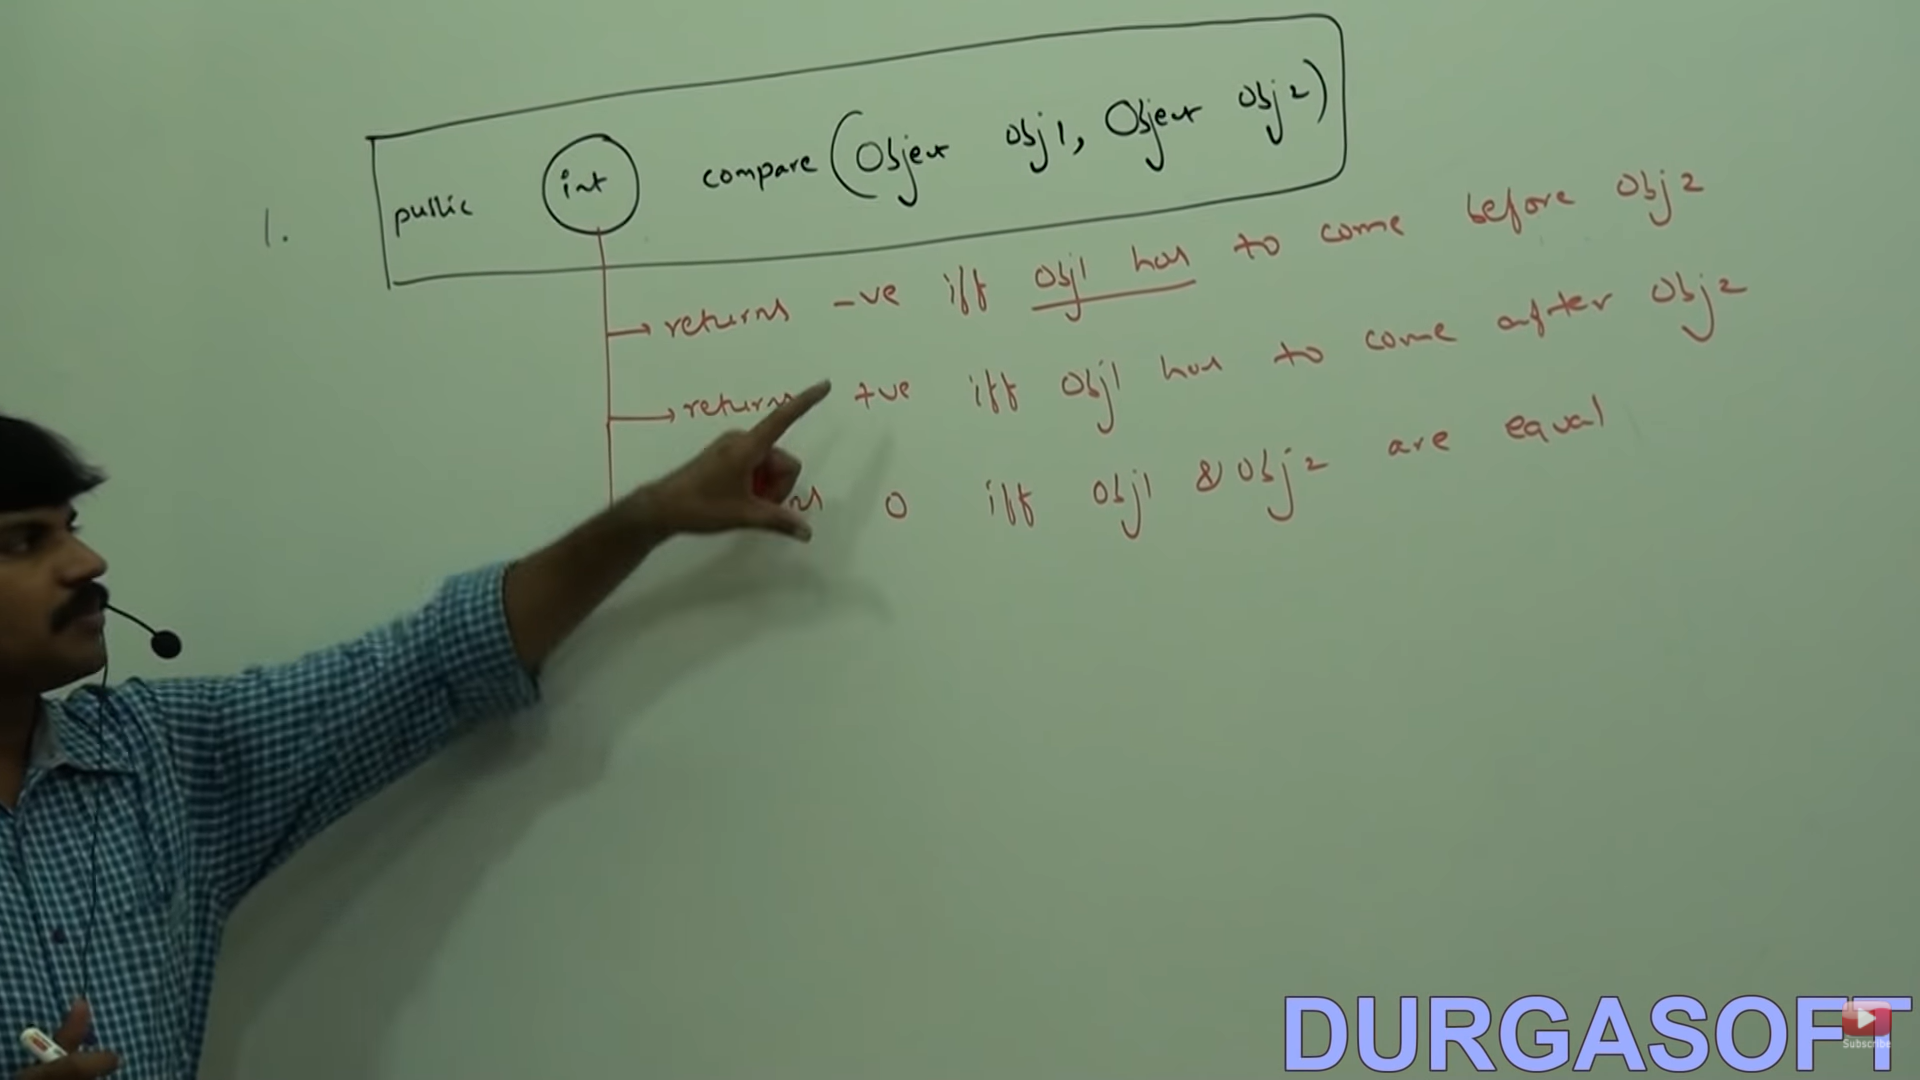 1. public int compare(Object obj1, Object obj2)
→ returns -ve iff obj1 has to come before obj2
→ returns +ve iff obj1 has to come after obj2
0 iff obj1 & obj2 are equal
DURGASOFT
Subscribe